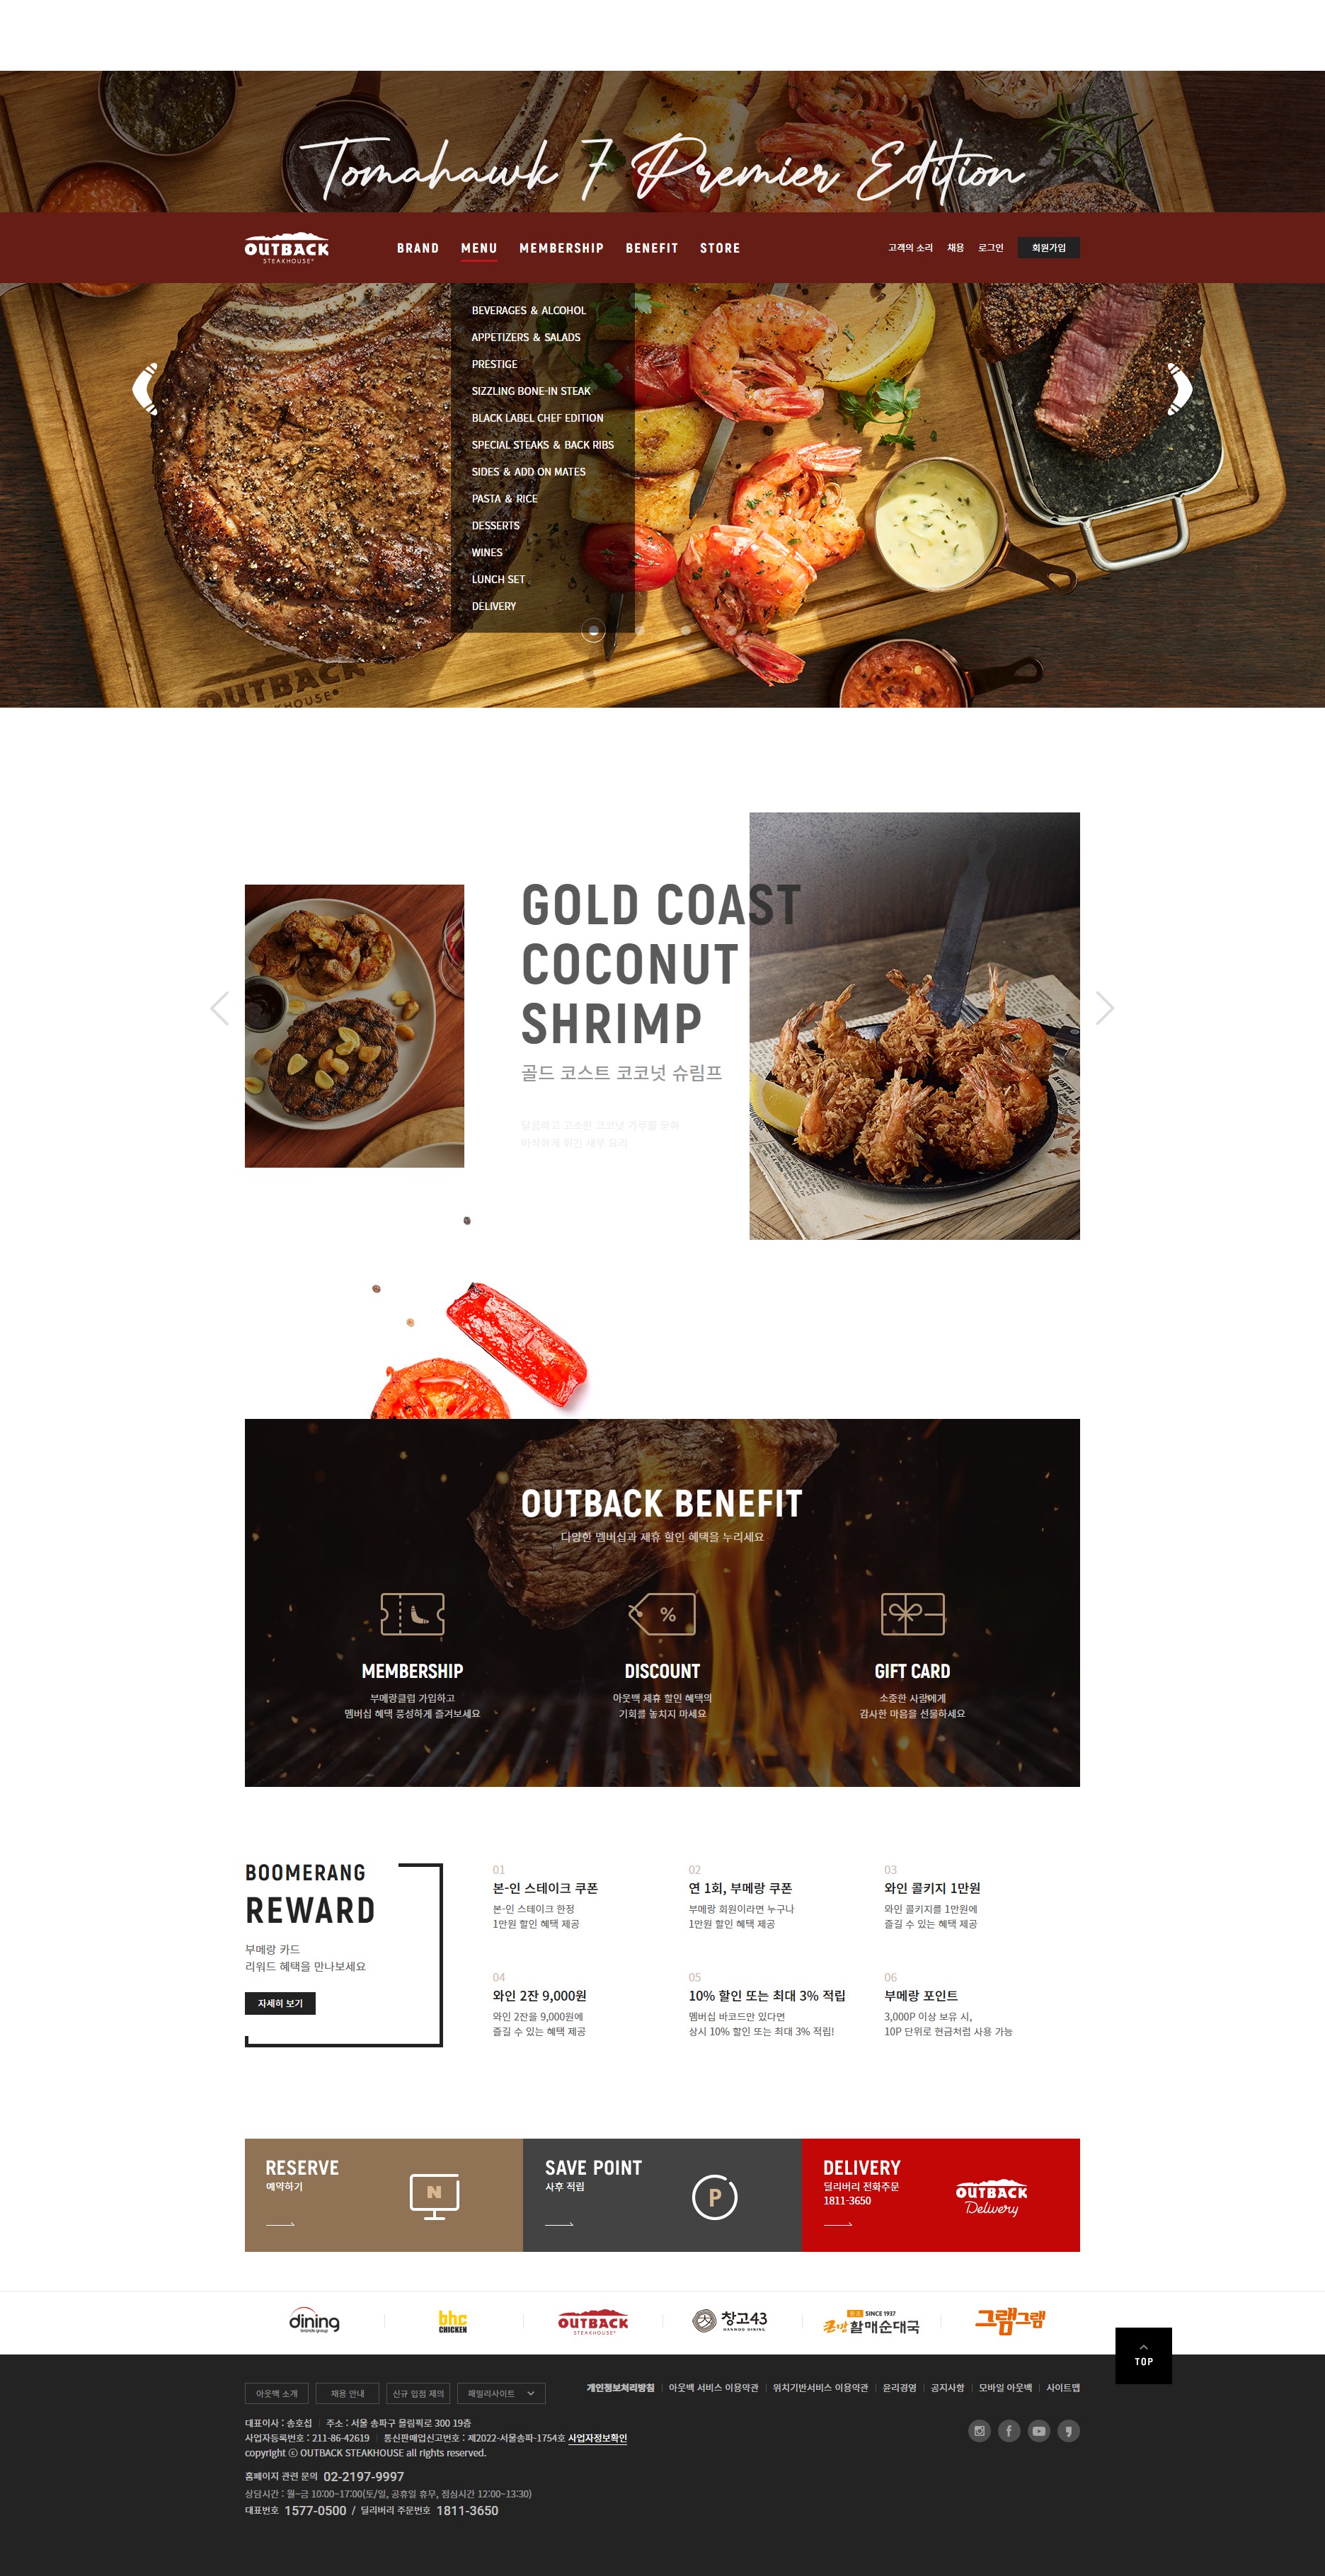 Tomahawk 7 Premier Edition
OUTBACK
STEAKHOUSE®
BRAND MENU MEMBERSHIP BENEFIT STORE
고객의 소리 채용 로그인 회원가입
BEVERAGES & ALCOHOL
APPETIZERS & SALADS
PRESTIGE
SIZZLING BONE-IN STEAK
BLACK LABEL CHEF EDITION
SPECIAL STEAKS & BACK RIBS
SIDES & ADD ON MATES
PASTA & RICE
DESSERTS
WINES
LUNCH SET
DELIVERY
OUTBACK
GOLD COAST
COCONUT
SHRIMP
골드 코스트 코코넛 슈림프
달콤하고 고소한 코코넛 가루를 묻혀
바삭하게 튀긴 새우 요리
OUTBACK BENEFIT
다양한 멤버십과 제휴 할인 혜택을 누리세요
%
MEMBERSHIP
부메랑클럽 가입하고
멤버십 혜택 풍성하게 즐겨보세요
DISCOUNT
아웃백 제휴 할인 혜택의
기회를 놓치지 마세요
GIFT CARD
소중한 사람에게
감사한 마음을 선물하세요
BOOMERANG
REWARD
부메랑 카드
리워드 혜택을 만나보세요
자세히 보기
01
본-인 스테이크 쿠폰
본-인 스테이크 한정
1만원 할인 혜택 제공
02
연 1회, 부메랑 쿠폰
부메랑 회원이라면 누구나
1만원 할인 혜택 제공
03
와인 콜키지 1만원
와인 콜키지를 1만원에
즐길 수 있는 혜택 제공
04
와인 2잔 9,000원
와인 2잔을 9,000원에
즐길 수 있는 혜택 제공
05
10% 할인 또는 최대 3% 적립
멤버십 바코드만 있다면
상시 10% 할인 또는 최대 3% 적립!
06
부메랑 포인트
3,000P 이상 보유 시,
10P 단위로 현금처럼 사용 가능
RESERVE
예약하기
N
SAVE POINT
사후 적립
P
DELIVERY
딜리버리 전화주문
1811-3650
OUTBACK
Delivery
dining
brands group
bhc
CHICKEN
OUTBACK
STEAKHOUSE®
창고43
HANWOO DINING
SINCE 1937
큰맘할매순대국
그램그램
TOP
아웃백 소개 채용 안내 신규 입점 제의 패밀리사이트
개인정보처리방침 아웃백 서비스 이용약관 위치기반서비스 이용약관 윤리경영 공지사항 모바일 아웃백 사이트맵
대표이사 : 송호섭 주소 : 서울 송파구 올림픽로 300 19층
사업자등록번호 : 211-86-42619 통신판매업신고번호 : 제2022-서울송파-1754호 사업자정보확인
copyright ⓒ OUTBACK STEAKHOUSE all rights reserved.
홈페이지 관련 문의 02-2197-9997
상담시간 : 월~금 10:00~17:00(토/일, 공휴일 휴무, 점심시간 12:00~13:30)
대표번호 1577-0500 / 딜리버리 주문번호 1811-3650